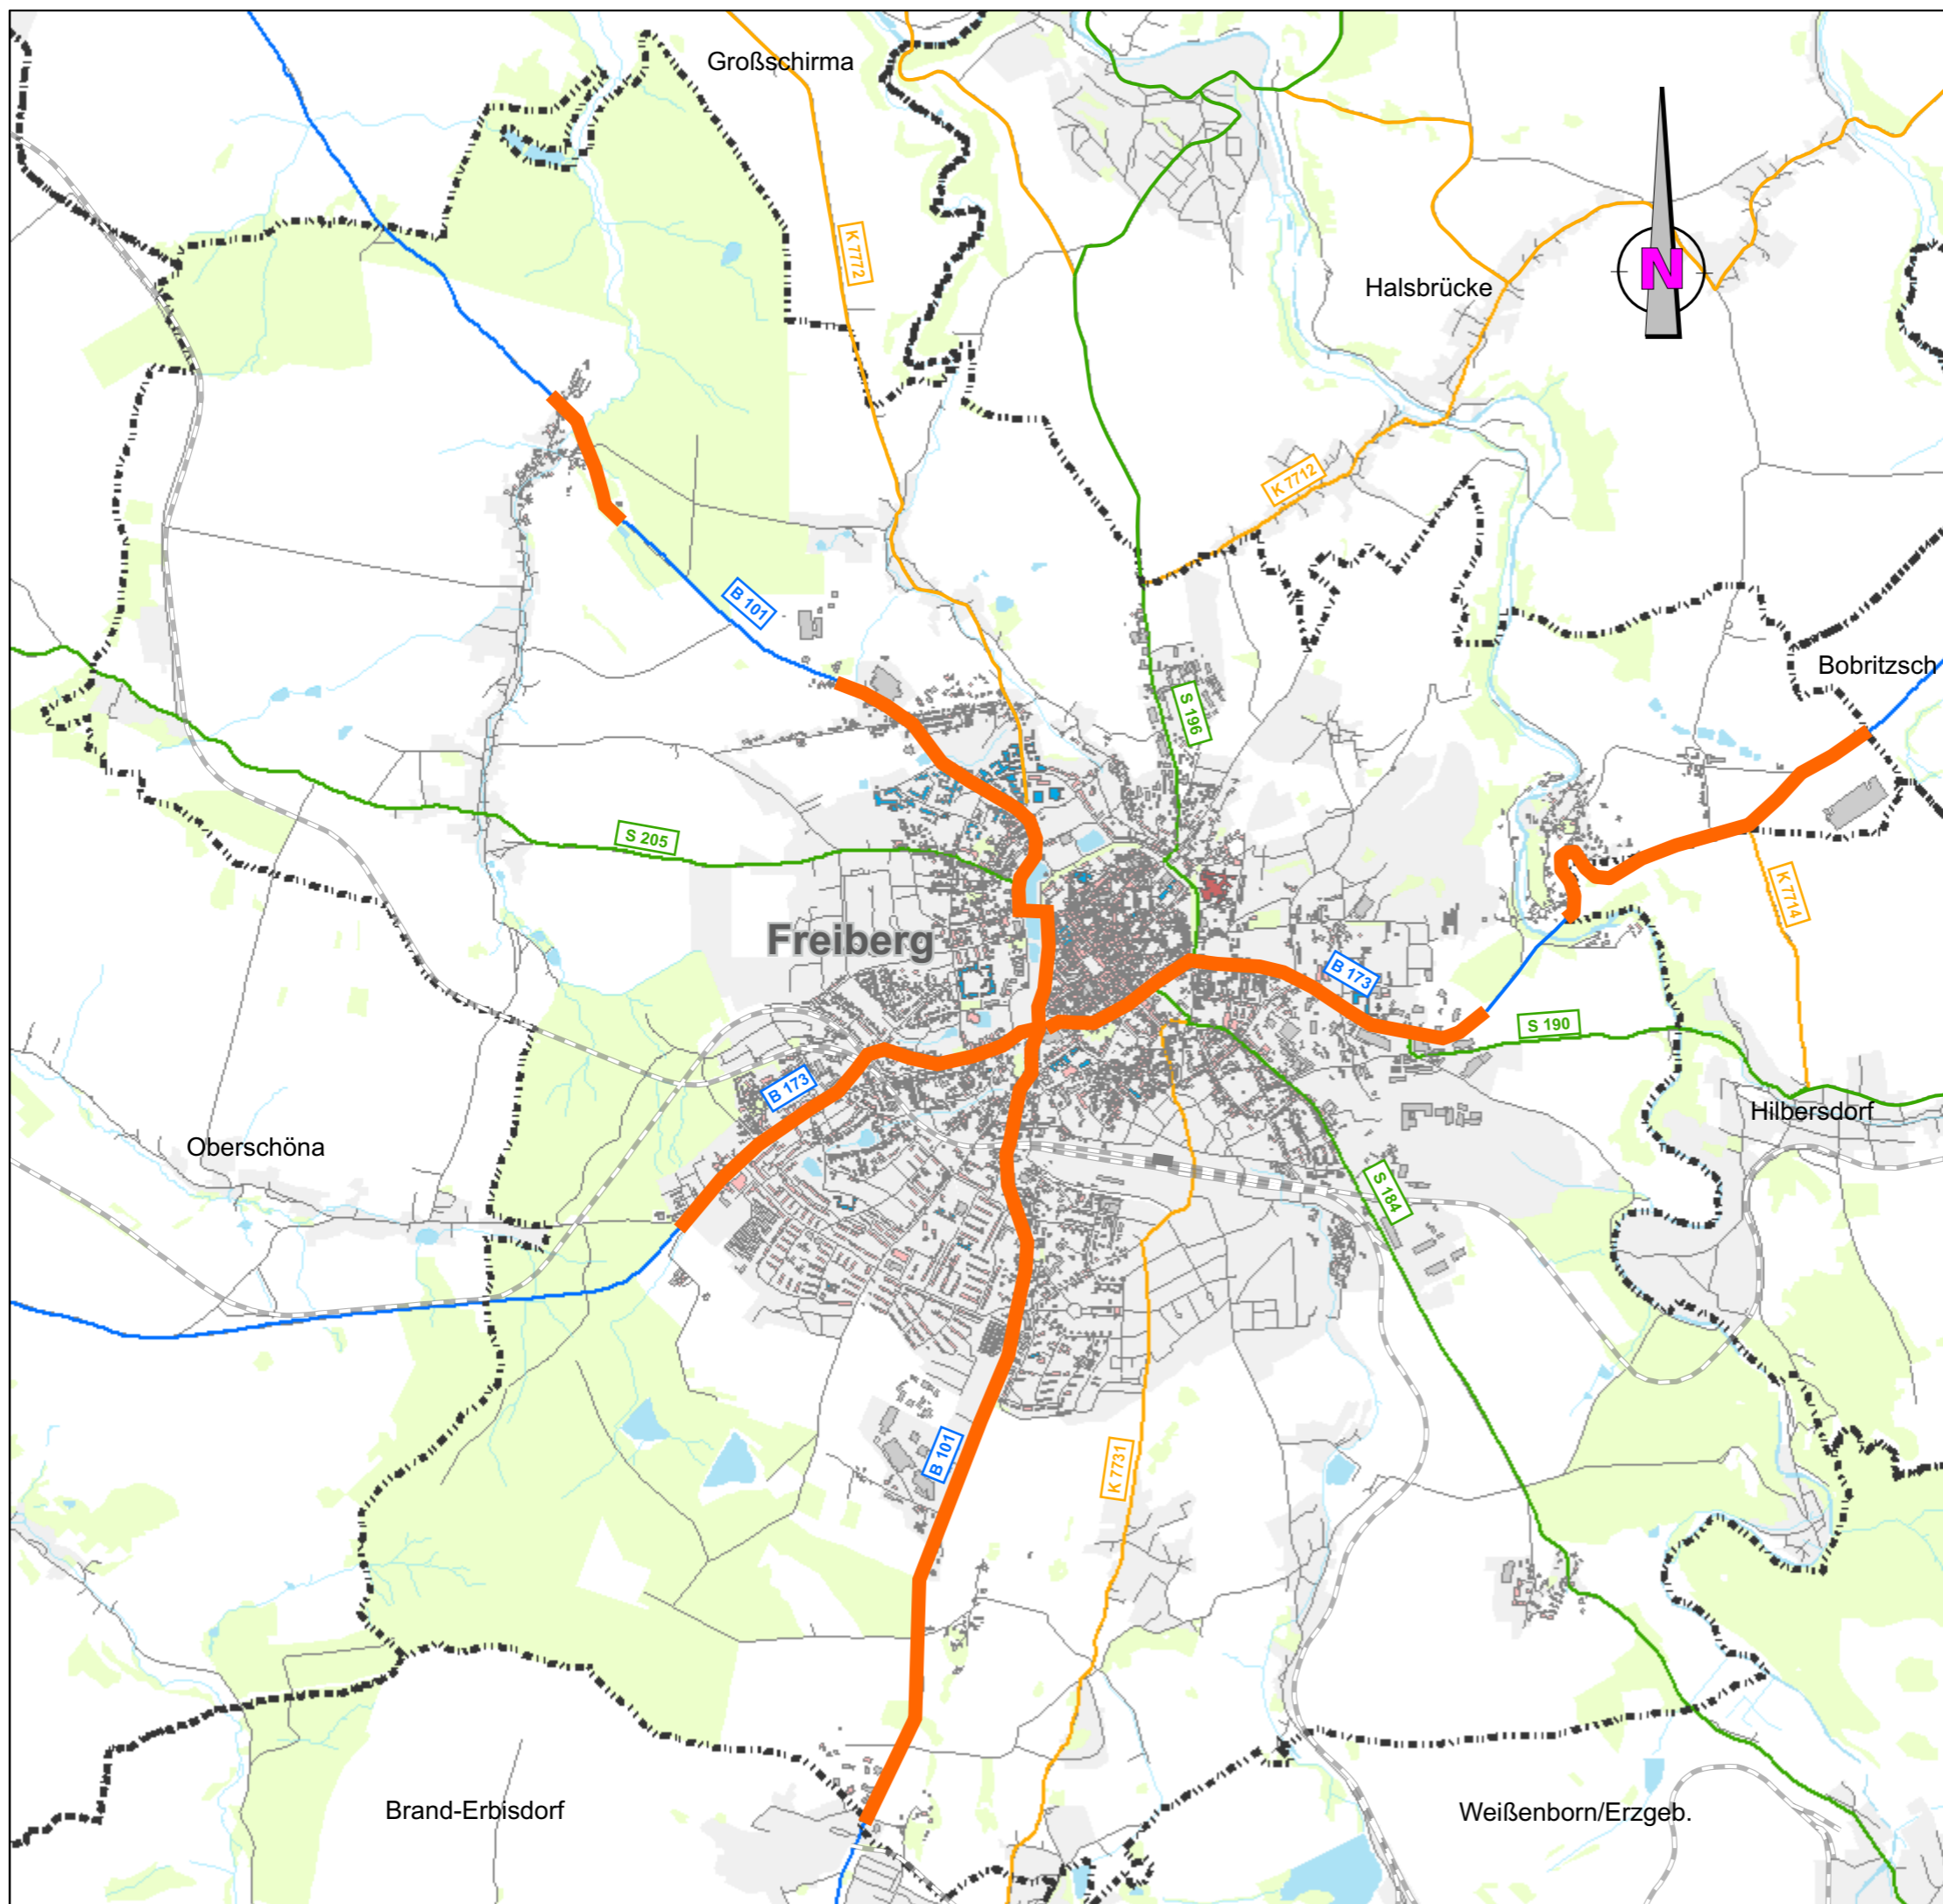 Großschirma
K 7772
Halsbrücke
N
K 7712
B 101
Bobritzsch
S 196
S 205
K 7714
Freiberg
B 173
S 190
B 173
Hilbersdorf
Oberschöna
S 184
B 101
K 7731
Brand-Erbisdorf
Weißenborn/Erzgeb.